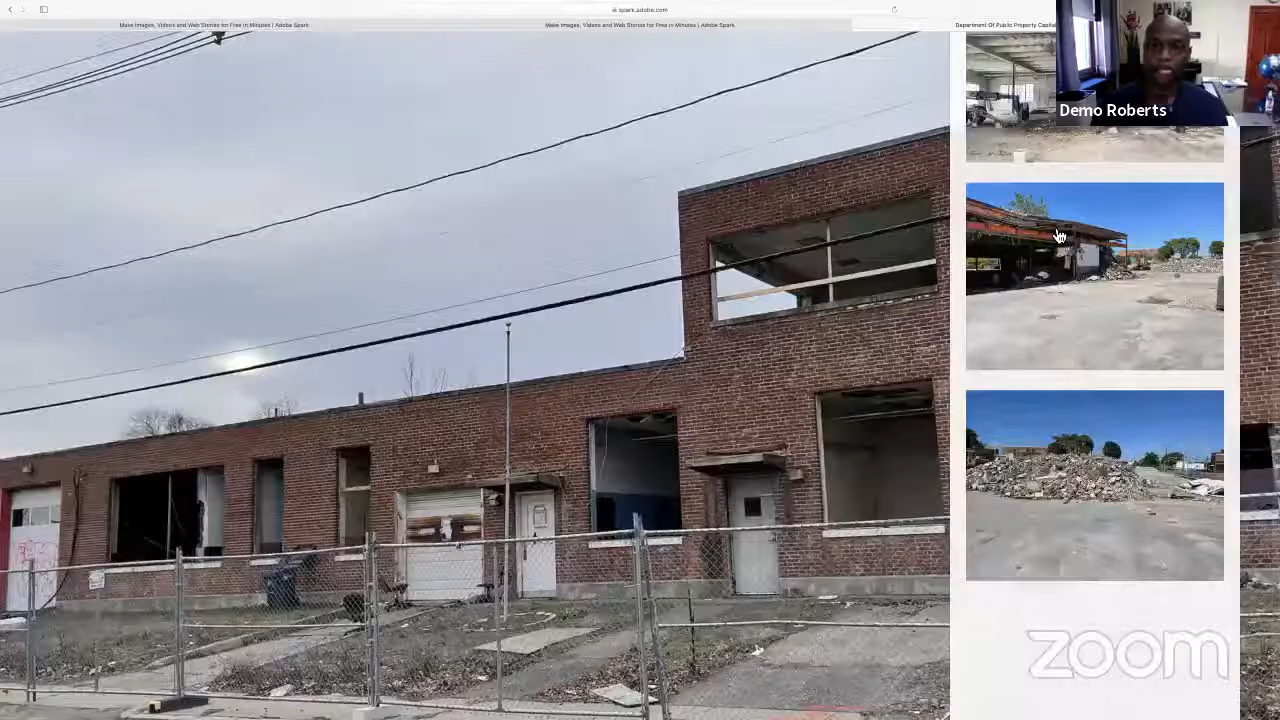 spark.adobe.com
Make Images, Videos and Web Stories for Free in Minutes | Adobe Spark
Make Images, Videos and Web Stories for Free in Minutes | Adobe Spark
Department Of Public Property Capital
Demo Roberts
zoom